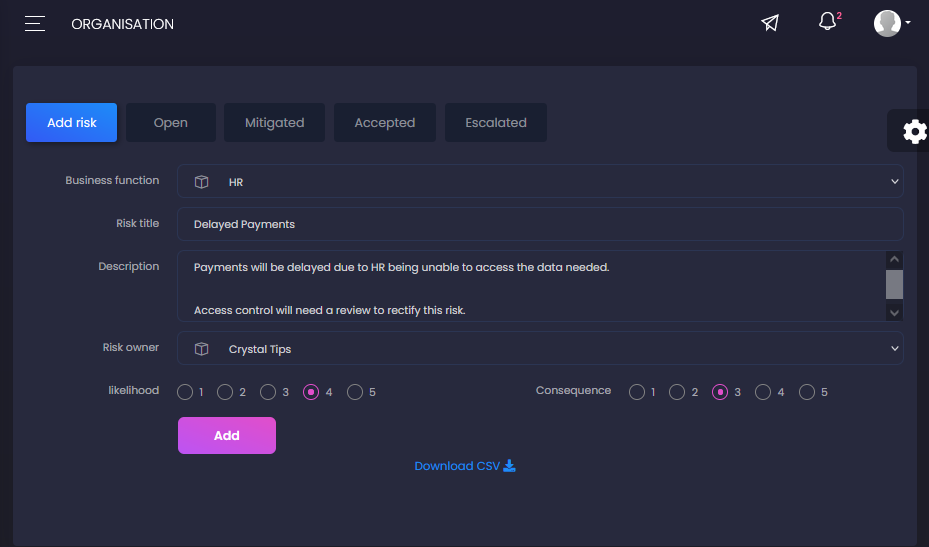 ORGANISATION
2
Add risk Open Mitigated Accepted Escalated
Business function HR
Risk title Delayed Payments
Description Payments will be delayed due to HR being unable to access the data needed.
Access control will need a review to rectify this risk.
Risk owner Crystal Tips
likelihood 1 2 3 4 5 Consequence 1 2 3 4 5
Add
Download CSV